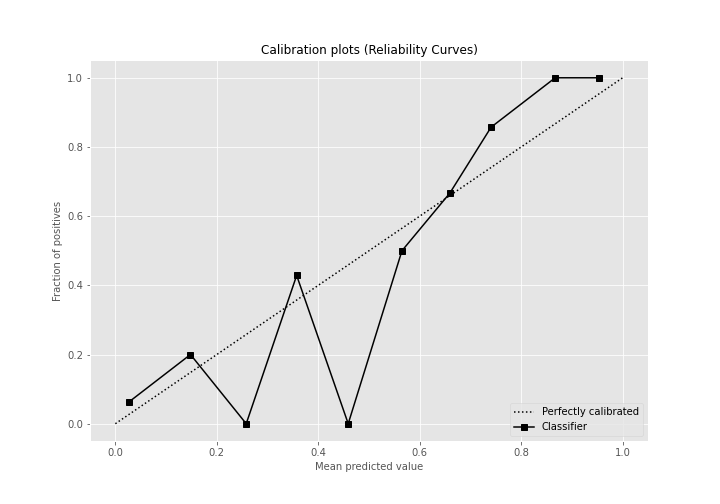 Calibration plots (Reliability Curves)
1.0
0.8
0.6
0.4
0.2
0.0
Fraction of positives
0.0 0.2 0.4 0.6 0.8 1.0
Mean predicted value
Perfectly calibrated
Classifier